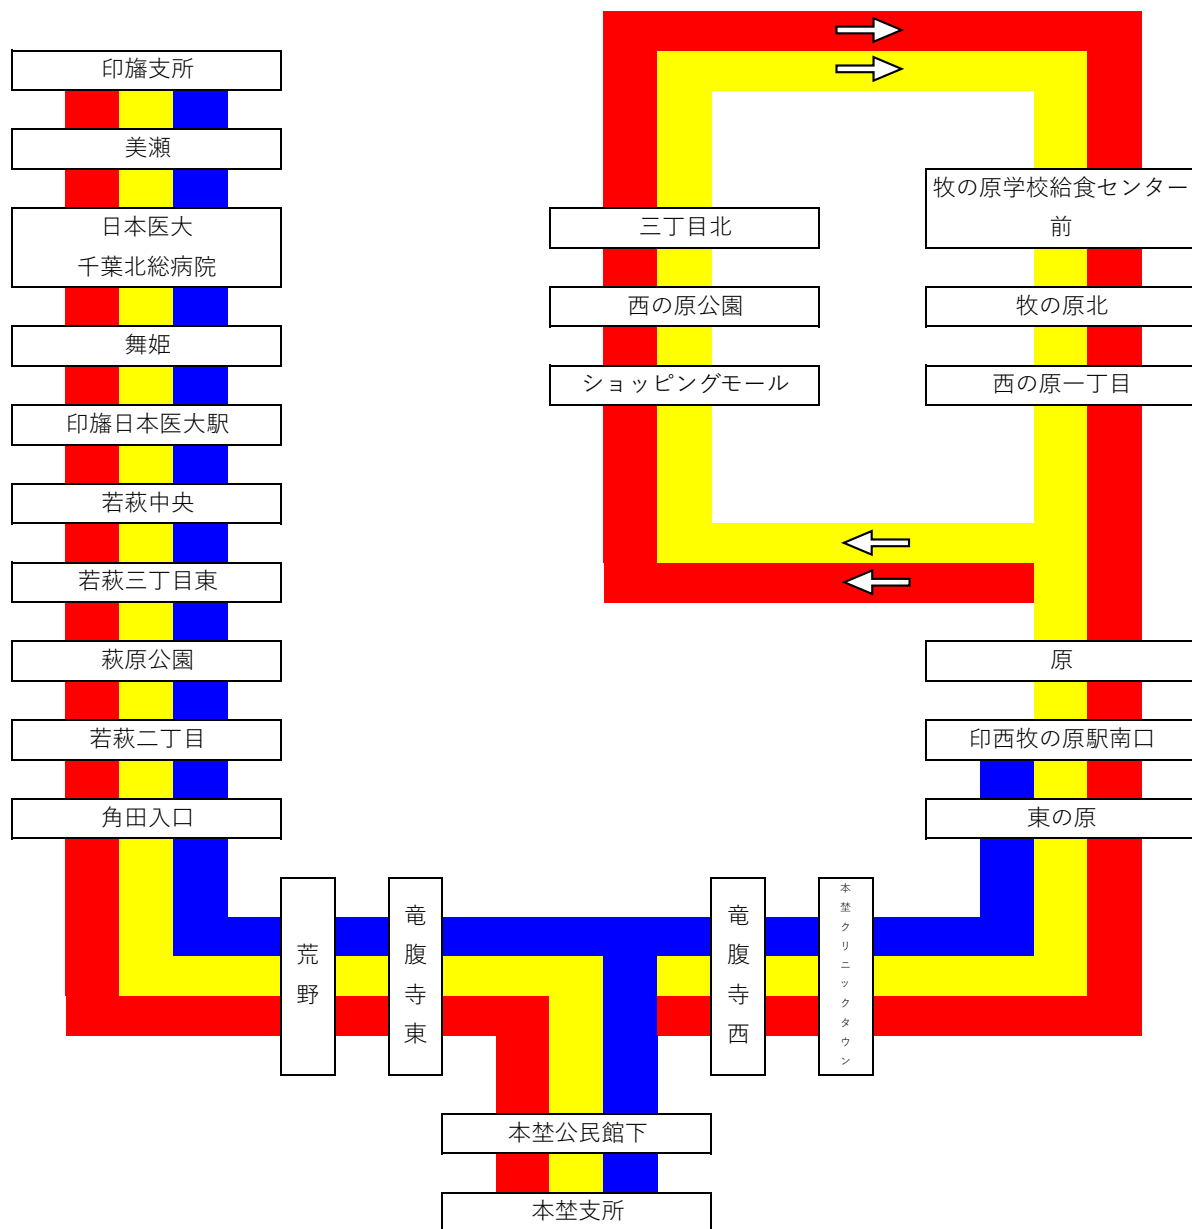 印旛支所
美瀬
日本医大
千葉北総病院
舞姫
印旛日本医大駅
若萩中央
若萩三丁目東
萩原公園
若萩二丁目
角田入口
荒野
竜腹寺東
本埜公民館下
本埜支所
竜腹寺西
本埜クリニックタウン
東の原
印西牧の原駅南口
原
三丁目北
西の原公園
ショッピングモール
牧の原学校給食センター
前
牧の原北
西の原一丁目